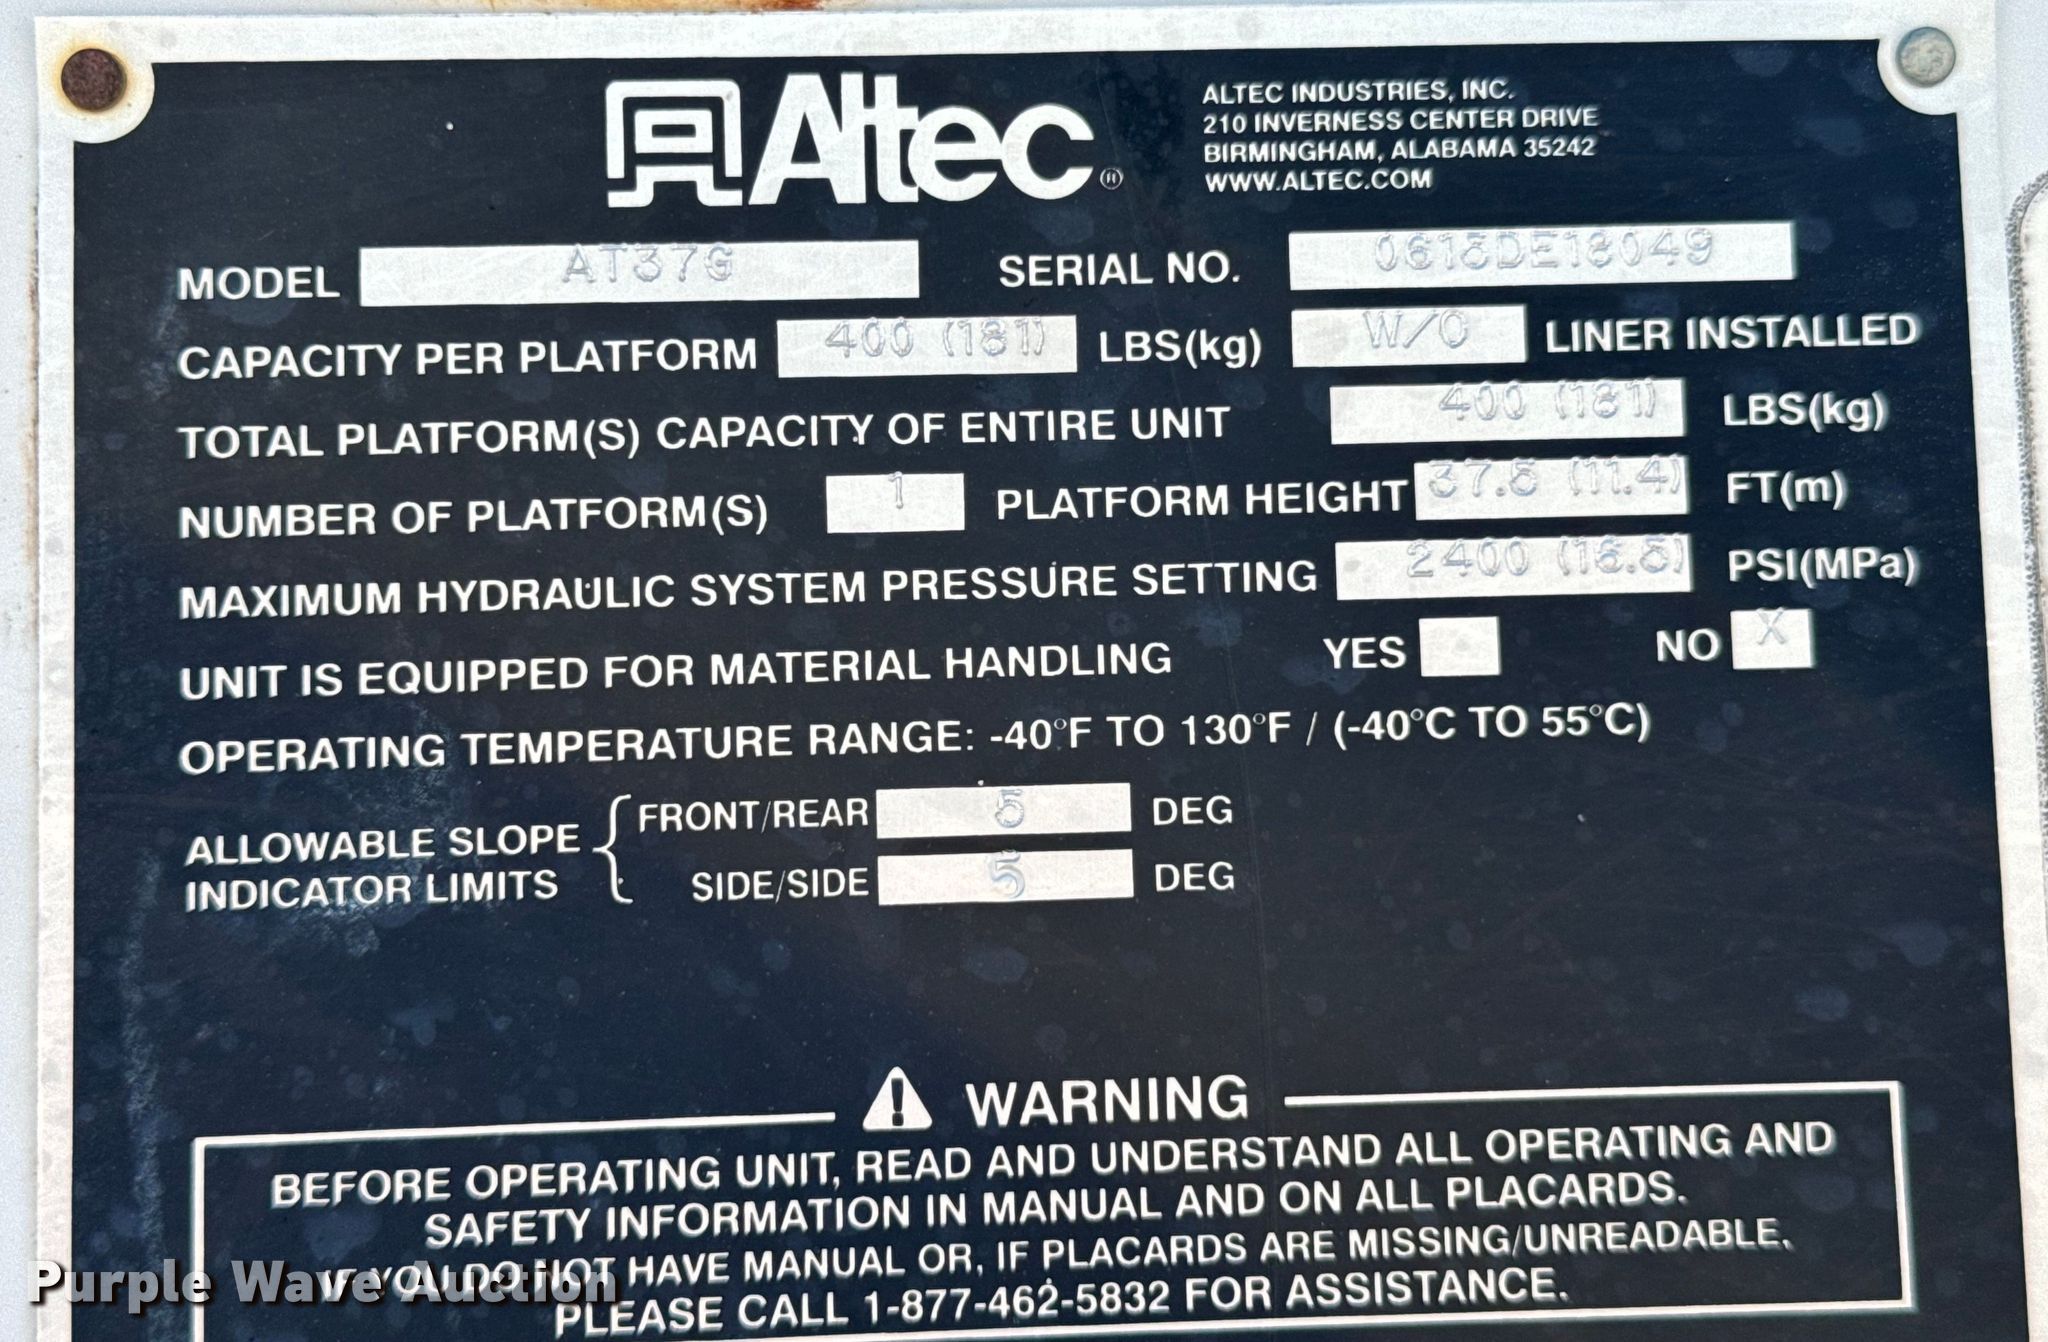 Altec®
ALTEC INDUSTRIES, INC.
210 INVERNESS CENTER DRIVE
BIRMINGHAM, ALABAMA 35242
WWW.ALTEC.COM
MODEL AT37G SERIAL NO. 0618DE18049
CAPACITY PER PLATFORM 400 (181) LBS(kg) W/O LINER INSTALLED
TOTAL PLATFORM(S) CAPACITY OF ENTIRE UNIT 400 (181) LBS(kg)
NUMBER OF PLATFORM(S) 1 PLATFORM HEIGHT 37.5 (11.4) FT(m)
MAXIMUM HYDRAULIC SYSTEM PRESSURE SETTING 2400 (16.5) PSI(MPa)
UNIT IS EQUIPPED FOR MATERIAL HANDLING YES NO X
OPERATING TEMPERATURE RANGE: -40°F TO 130°F / (-40°C TO 55°C)
ALLOWABLE SLOPE INDICATOR LIMITS
FRONT/REAR 5 DEG
SIDE/SIDE 5 DEG
WARNING
BEFORE OPERATING UNIT, READ AND UNDERSTAND ALL OPERATING AND
SAFETY INFORMATION IN MANUAL AND ON ALL PLACARDS.
IF YOU DO NOT HAVE MANUAL OR, IF PLACARDS ARE MISSING/UNREADABLE,
PLEASE CALL 1-877-462-5832 FOR ASSISTANCE.
Purple Wave Auction